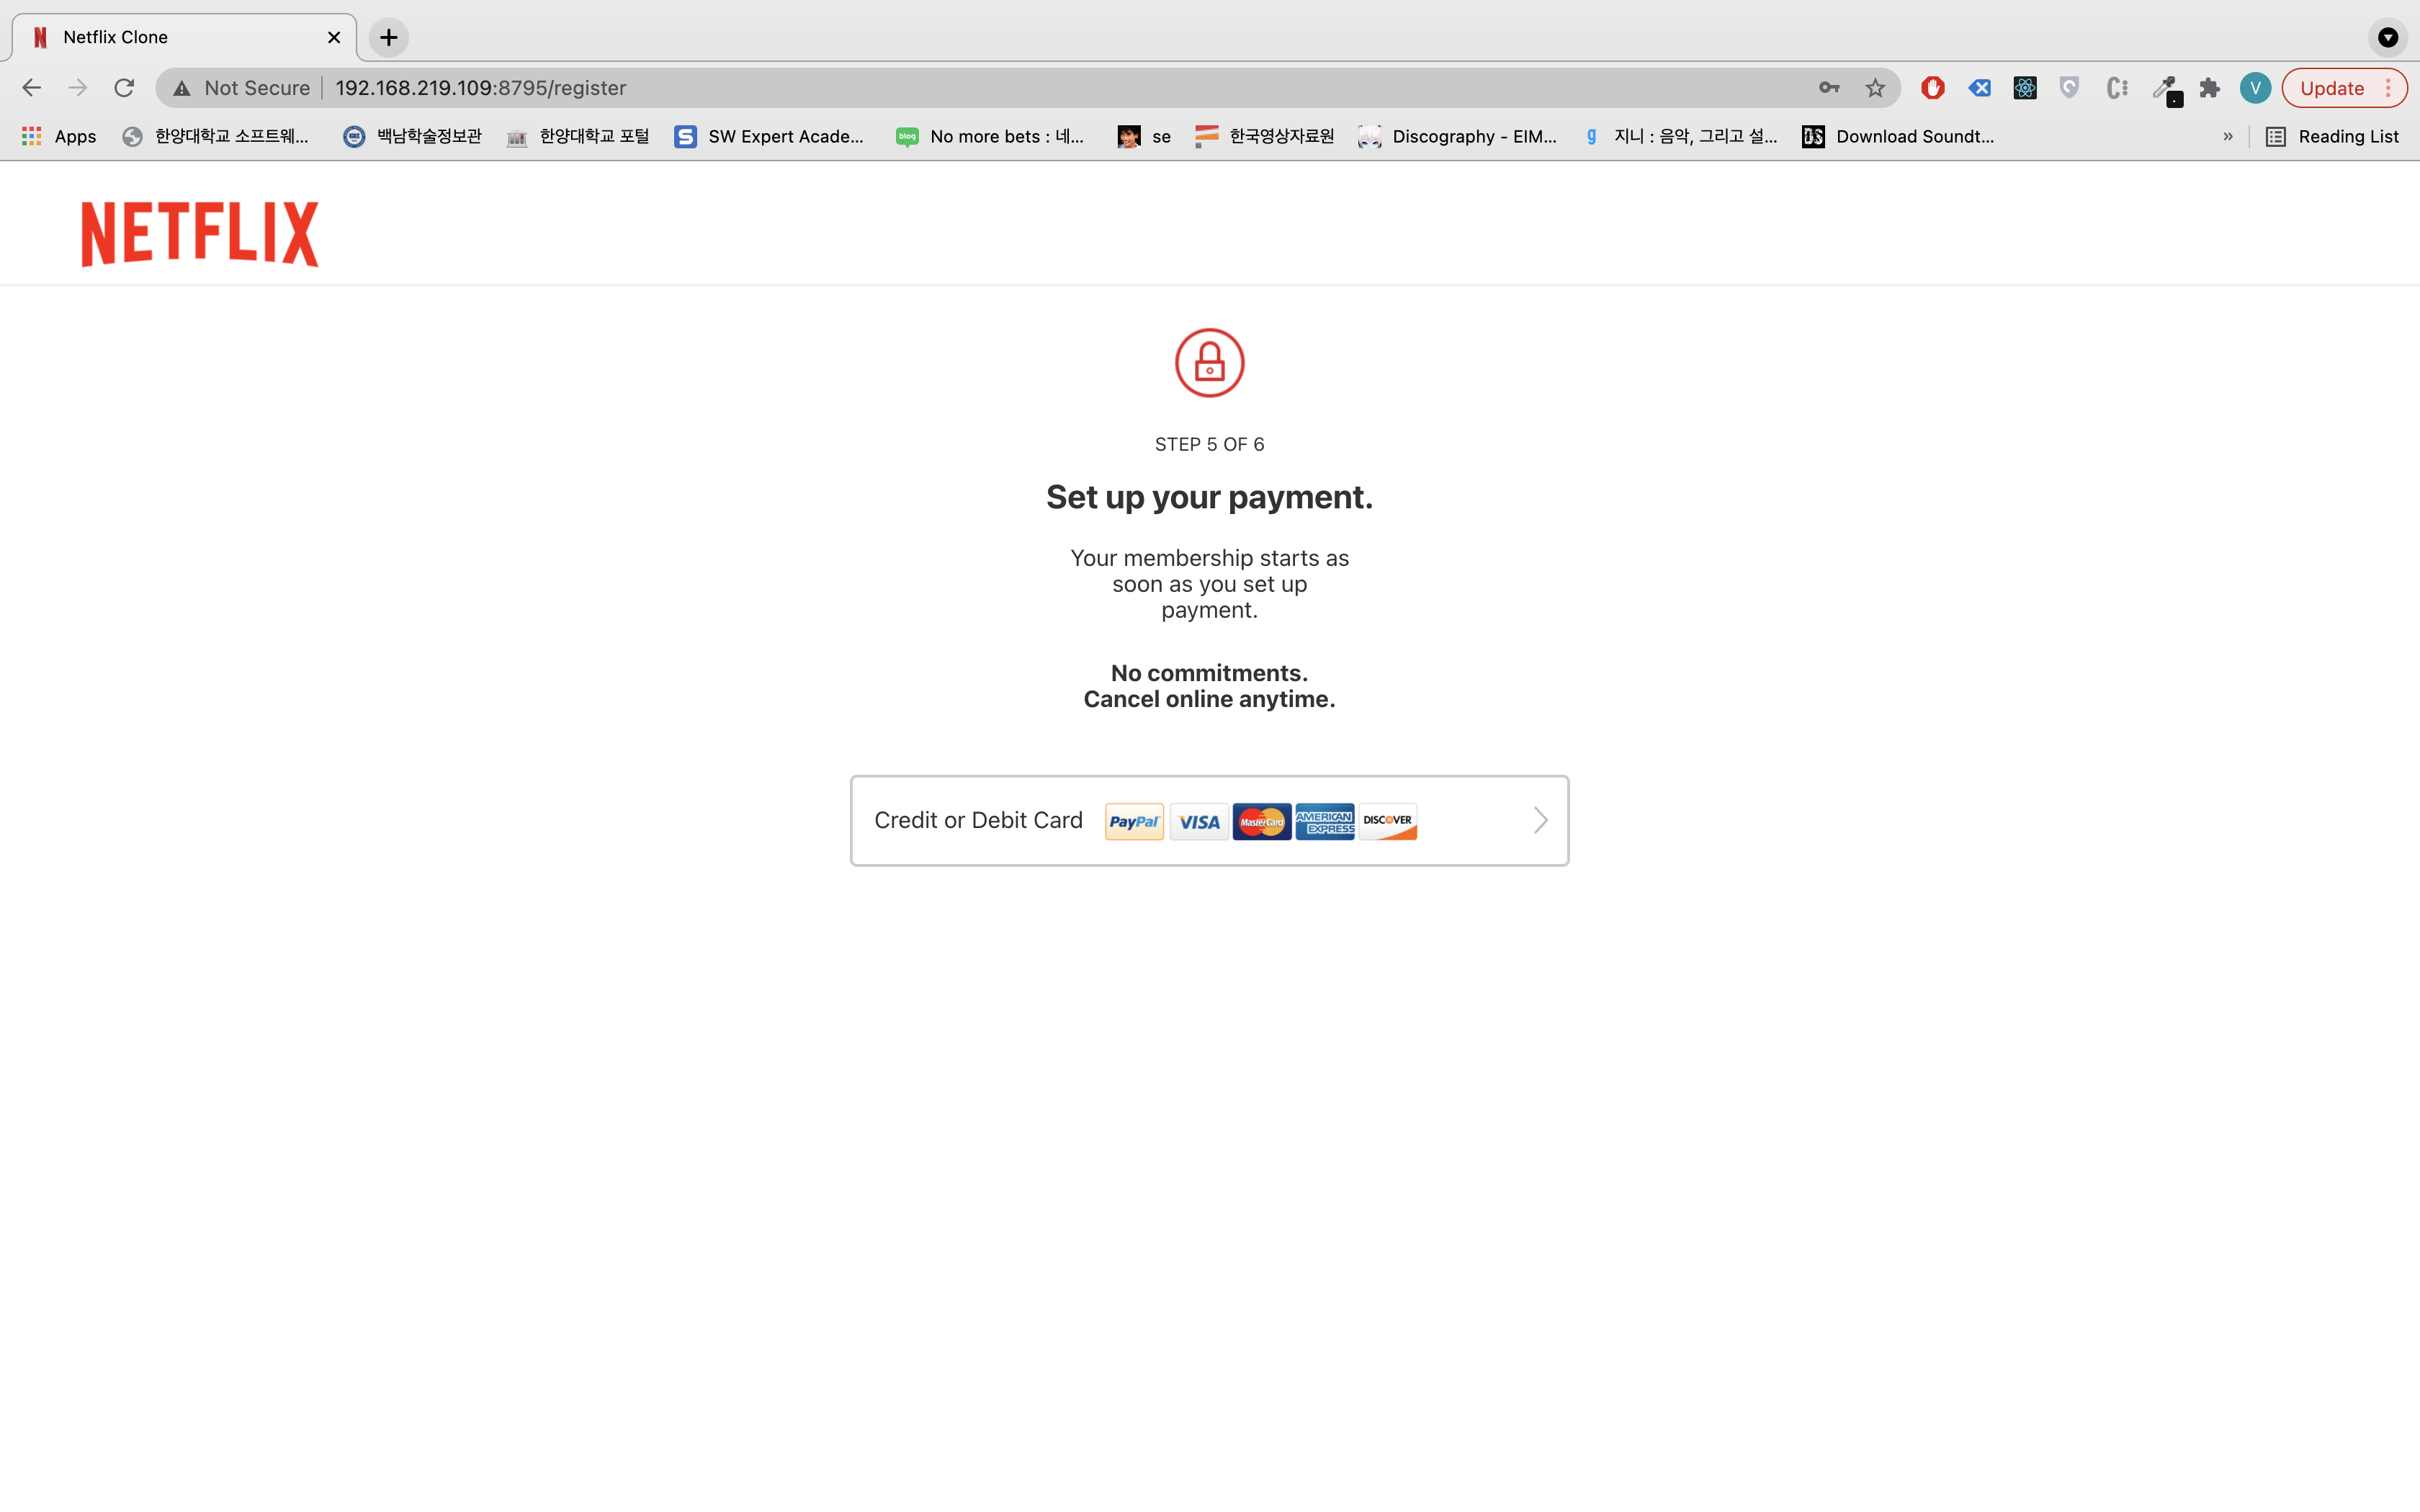 Netflix Clone
Not Secure 192.168.219.109:8795/register
Update
Apps 한양대학교 소프트웨... 백남학술정보관 한양대학교 포털 SW Expert Acade... No more bets : 네... se 한국영상자료원 Discography - EIM... 지니 : 음악, 그리고 설... Download Soundt... » Reading List
NETFLIX
STEP 5 OF 6
Set up your payment.
Your membership starts as
soon as you set up
payment.
No commitments.
Cancel online anytime.
Credit or Debit Card PayPal VISA MasterCard AMERICAN EXPRESS DISCOVER